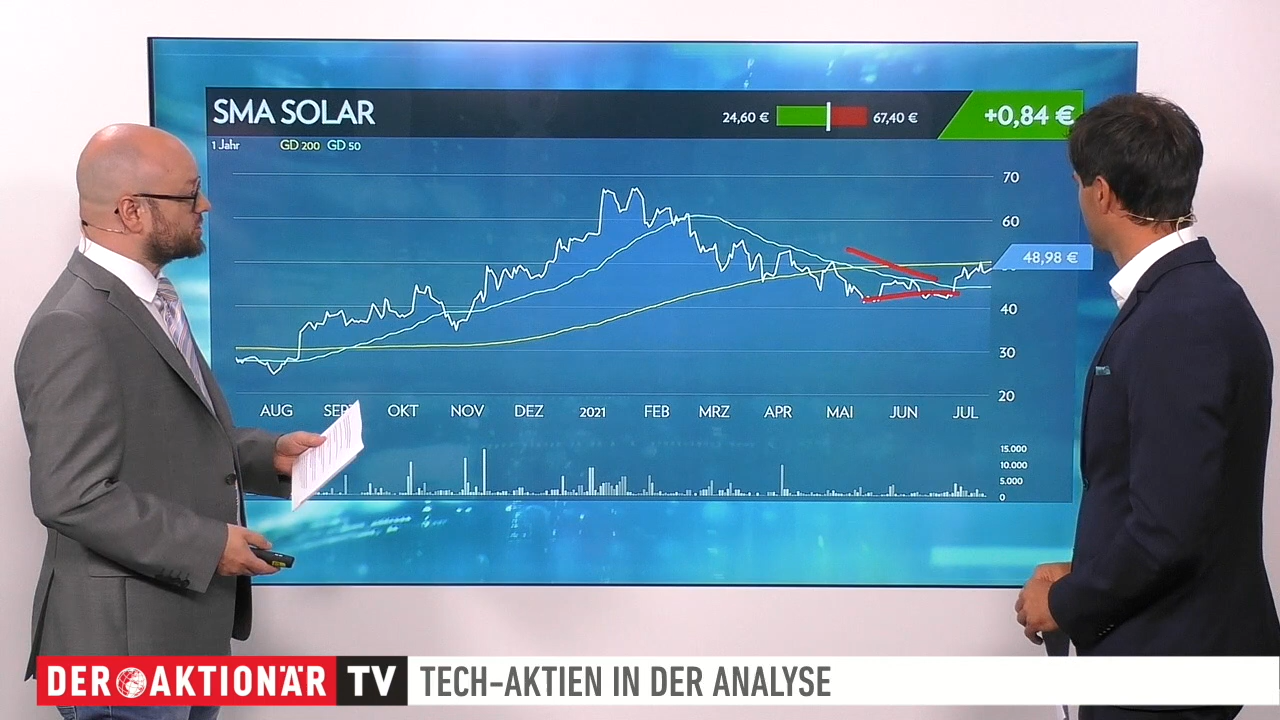 SMA SOLAR
24,60 € 67,40 €
+0,84 €
1 Jahr GD 200 GD 50
70
60
48,98 €
40
30
20
AUG SEP OKT NOV DEZ 2021 FEB MRZ APR MAI JUN JUL
15.000
10.000
5.000
0
DER AKTIONÄR TV TECH-AKTIEN IN DER ANALYSE